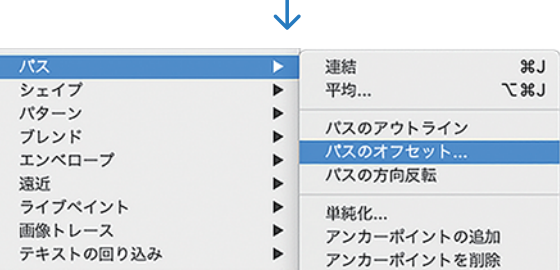 パス
シェイプ
パターン
ブレンド
エンベロープ
遠近
ライブペイント
画像トレース
テキストの回り込み
連結 ⌘J
平均... ⌥⌘J
パスのアウトライン
パスのオフセット...
パスの方向反転
単純化...
アンカーポイントの追加
アンカーポイントを削除